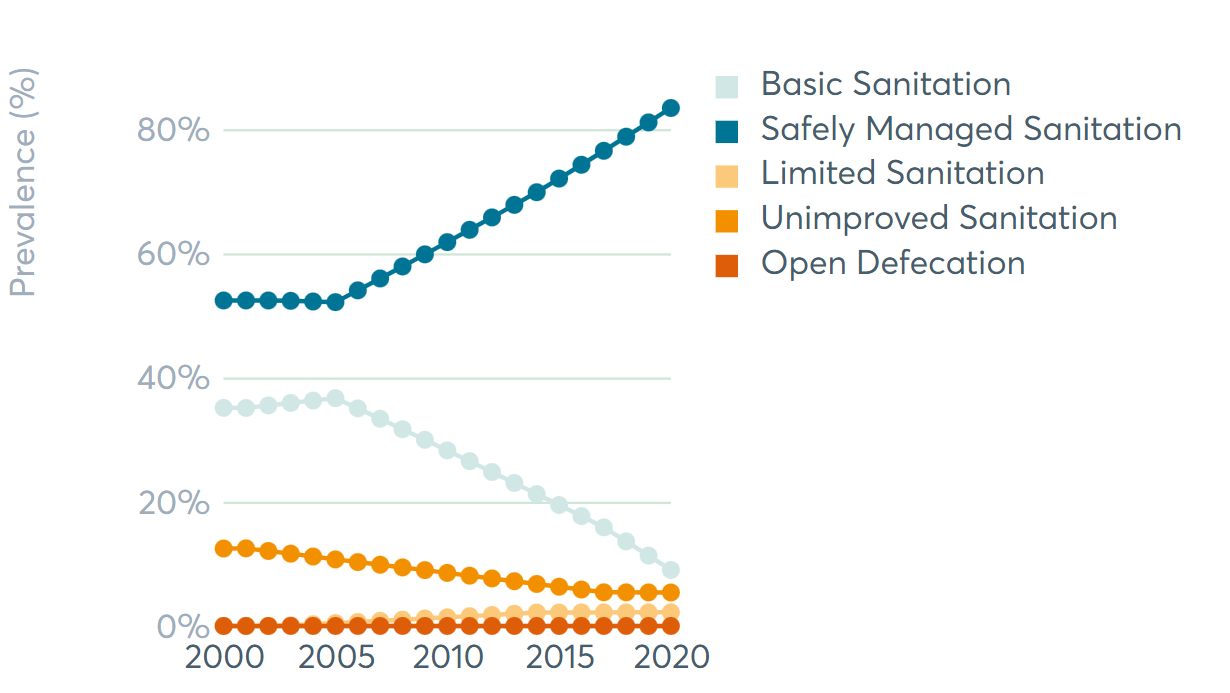 Prevalence (%)
80%
60%
40%
20%
0%
2000 2005 2010 2015 2020
Basic Sanitation
Safely Managed Sanitation
Limited Sanitation
Unimproved Sanitation
Open Defecation